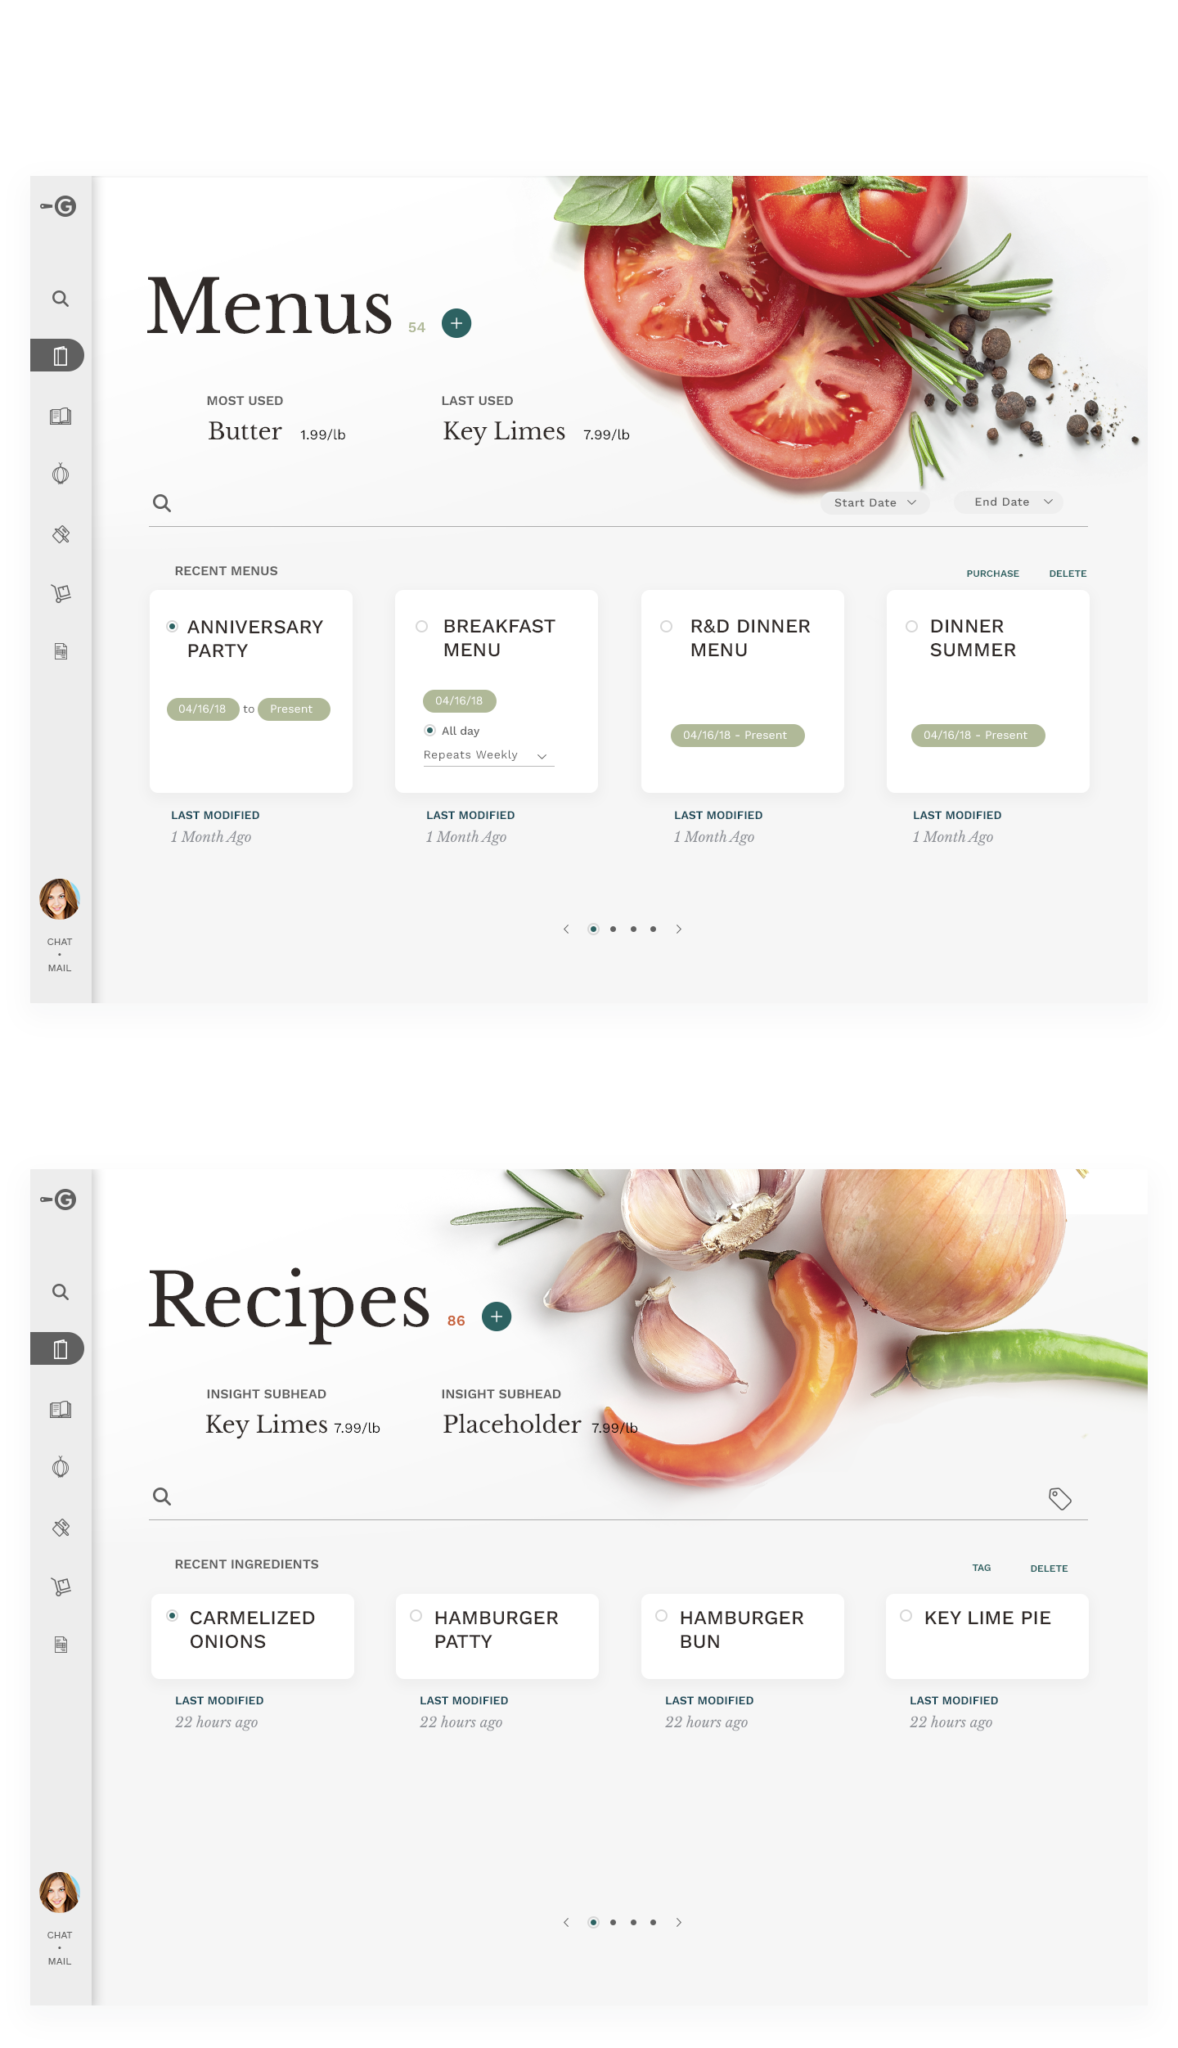 G
Menus 54 +
MOST USED
LAST USED
Butter 1.99/lb
Key Limes 7.99/lb
Start Date
End Date
RECENT MENUS
PURCHASE
DELETE
ANNIVERSARY
PARTY
04/16/18 to Present
BREAKFAST
MENU
04/16/18
All day
Repeats Weekly
R&D DINNER
MENU
04/16/18 - Present
DINNER
SUMMER
04/16/18 - Present
LAST MODIFIED
1 Month Ago
LAST MODIFIED
1 Month Ago
LAST MODIFIED
1 Month Ago
LAST MODIFIED
1 Month Ago
CHAT
•
MAIL
G
Recipes 86 +
INSIGHT SUBHEAD
INSIGHT SUBHEAD
Key Limes 7.99/lb
Placeholder 7.99/lb
RECENT INGREDIENTS
TAG
DELETE
CARMELIZED
ONIONS
HAMBURGER
PATTY
HAMBURGER
BUN
KEY LIME PIE
LAST MODIFIED
22 hours ago
LAST MODIFIED
22 hours ago
LAST MODIFIED
22 hours ago
LAST MODIFIED
22 hours ago
CHAT
•
MAIL